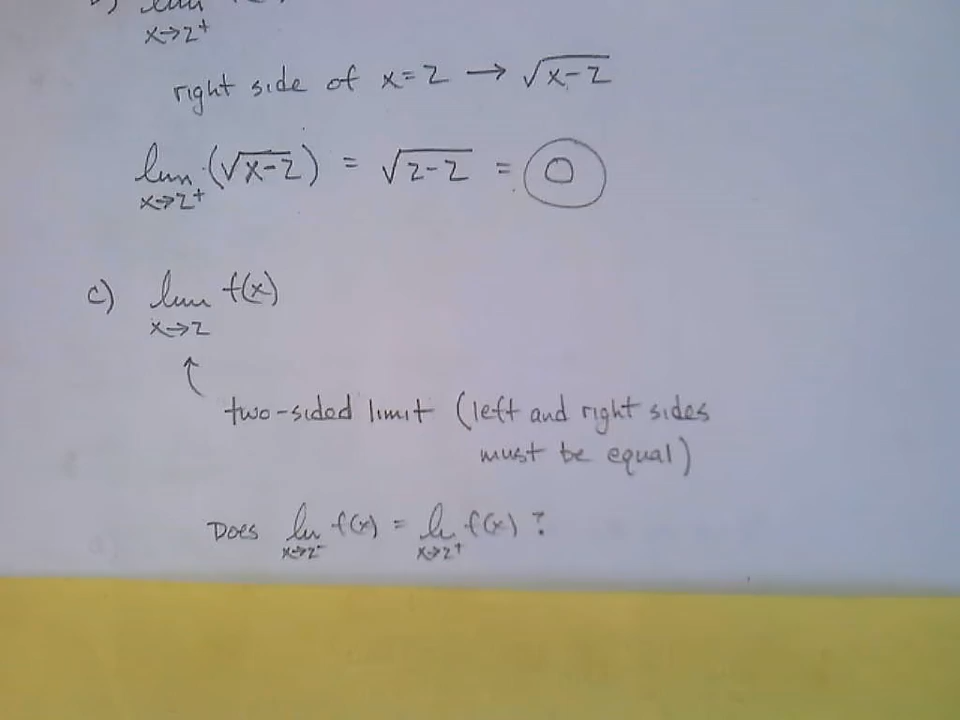 x→2⁺
right side of x=2 → √x-2
lim (√x-2) = √2-2 = 0
x→2⁺
c) lim f(x)
x→2
two-sided limit (left and right sides
must be equal)
Does lim f(x) = lim f(x) ?
x→2⁻ x→2⁺